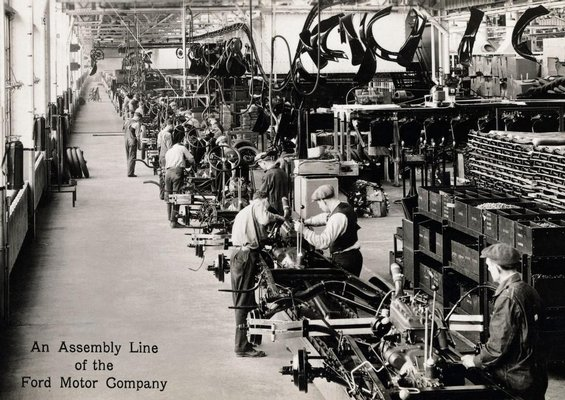 An Assembly Line
of the
Ford Motor Company